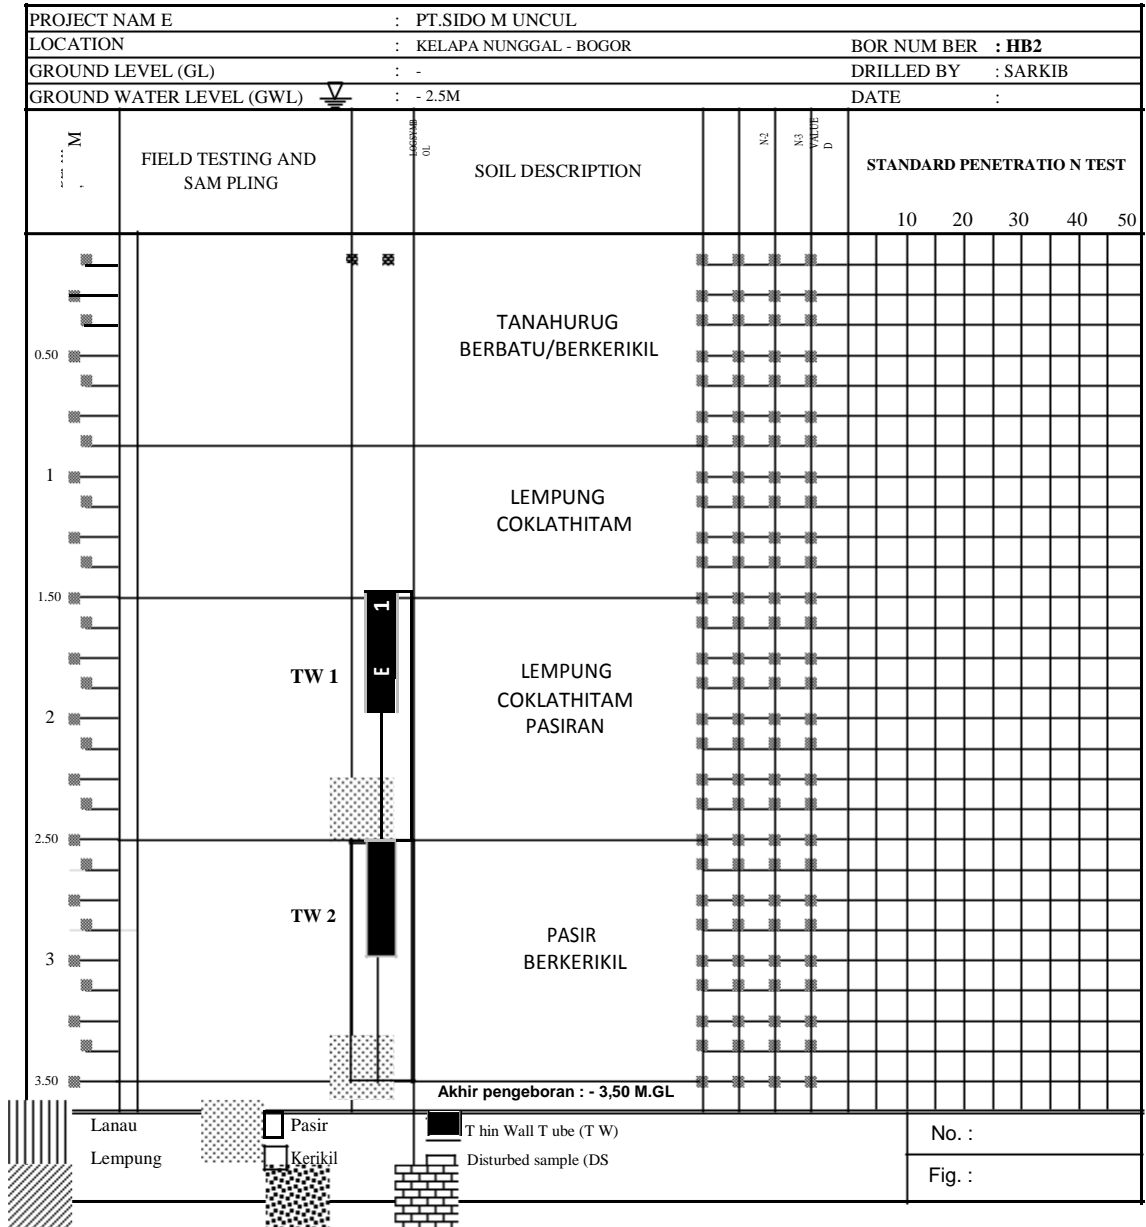 PROJECT NAM E : PT.SIDO M UNCUL
LOCATION : KELAPA NUNGGAL - BOGOR BOR NUM BER : HB2
GROUND LEVEL (GL) : - DRILLED BY : SARKIB
GROUND WATER LEVEL (GWL) : - 2.5M DATE :
M
FIELD TESTING AND
SAM PLING
SOIL DESCRIPTION
N-2
N-3
VALUE
D
STANDARD PENETRATIO N TEST
10 20 30 40 50
TANAHURUG
BERBATU/BERKERIKIL
0.50
1
LEMPUNG
COKLATHITAM
1.50
E 1
TW 1
LEMPUNG
COKLATHITAM
PASIRAN
2
2.50
TW 2
PASIR
BERKERIKIL
3
3.50
Akhir pengeboran : - 3,50 M.GL
Lanau Pasir T hin Wall T ube (T W) No. :
Lempung Kerikil Disturbed sample (DS
Fig. :